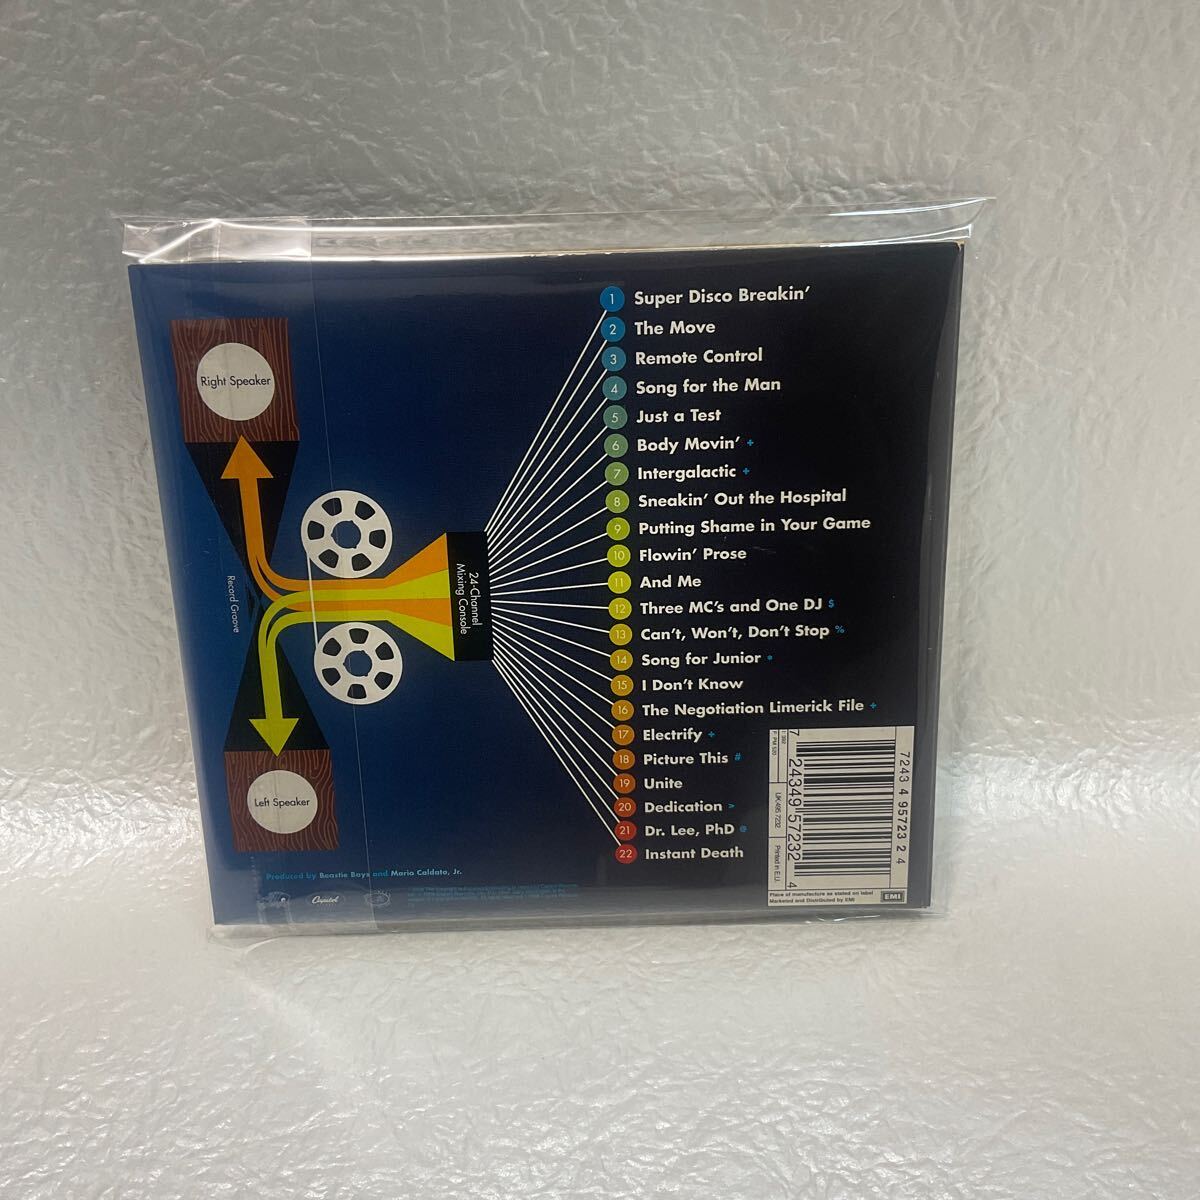 1 Super Disco Breakin'
2 The Move
3 Remote Control
4 Song for the Man
5 Just a Test
6 Body Movin' +
7 Intergalactic +
8 Sneakin' Out the Hospital
9 Putting Shame in Your Game
10 Flowin' Prose
11 And Me
12 Three MC's and One DJ $
13 Can't, Won't, Don't Stop %
14 Song for Junior *
15 I Don't Know
16 The Negotiation Limerick File +
17 Electrify +
18 Picture This #
19 Unite
20 Dedication >
21 Dr. Lee, PhD @
22 Instant Death
Right Speaker
Record Groove
24-Channel
Mixing Console
Left Speaker
Produced by Beastie Boys and Mario Caldato, Jr.
Capitol
7243 4 95723 2 4
7 24349 57232 4
UK:495 7232
Printed in E.U.
Place of manufacture as stated on label
Marketed and Distributed by EMI
EMI